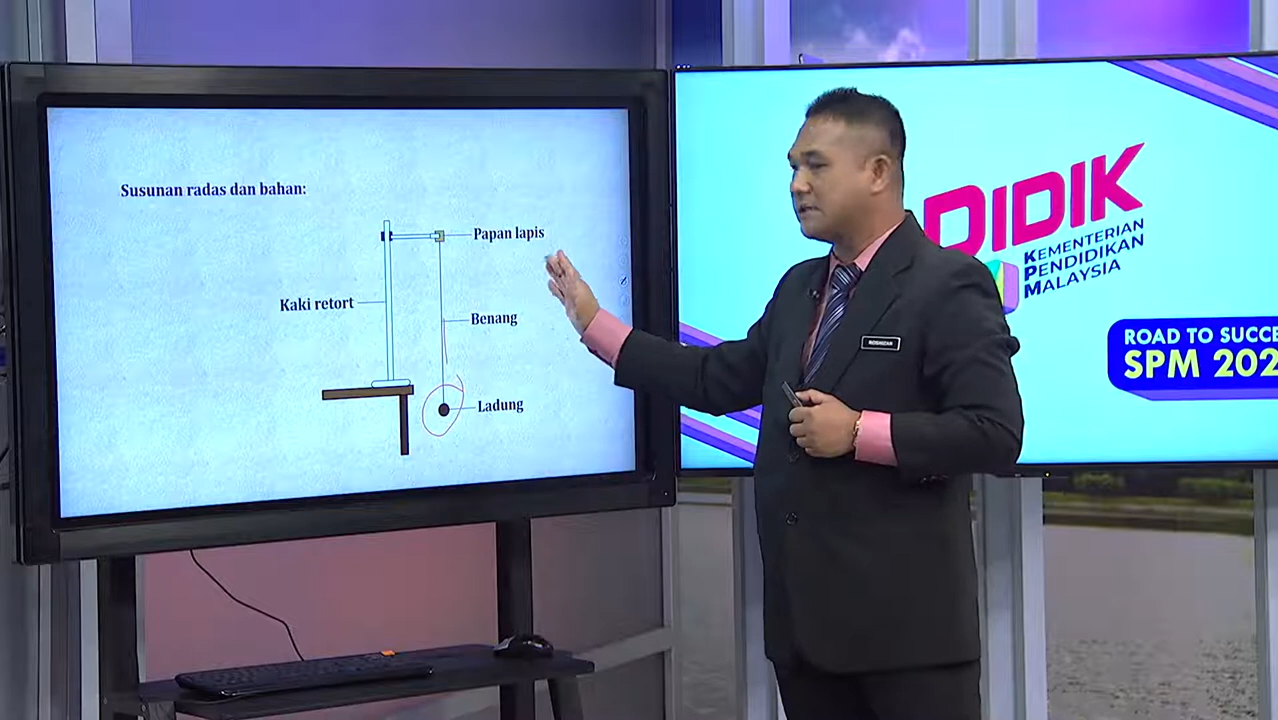 Susunan radas dan bahan:
Papan lapis
Kaki retort
Benang
Ladung
DIDIK
KEMENTERIAN
PENDIDIKAN
MALAYSIA
ROAD TO SUCCE
SPM 202